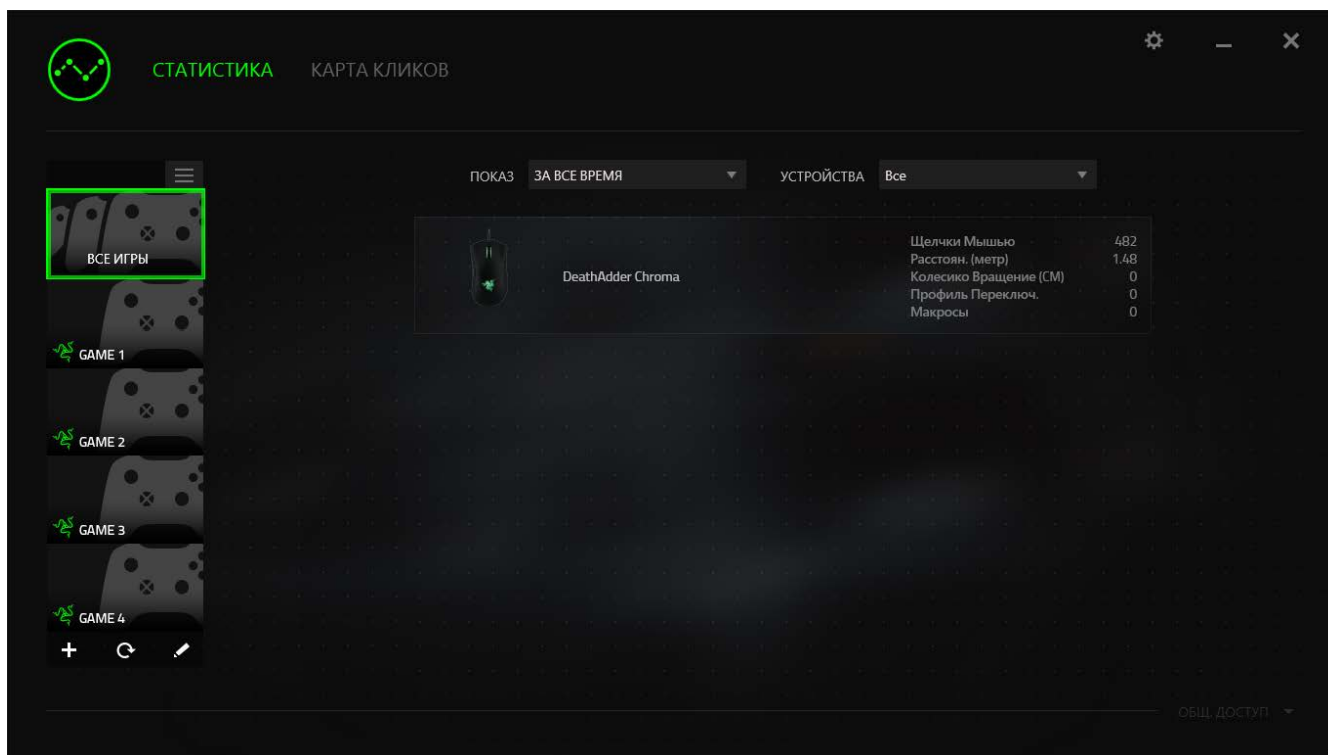 СТАТИСТИКА КАРТА КЛИКОВ
ПОКАЗ ЗА ВСЕ ВРЕМЯ УСТРОЙСТВА Все
ВСЕ ИГРЫ
GAME 1
GAME 2
GAME 3
GAME 4
DeathAdder Chroma
Щелчки Мышью 482
Расстоян. (метр) 1.48
Колесико Вращение (СМ) 0
Профиль Переключ. 0
Макросы 0
ОБЩ. ДОСТУП